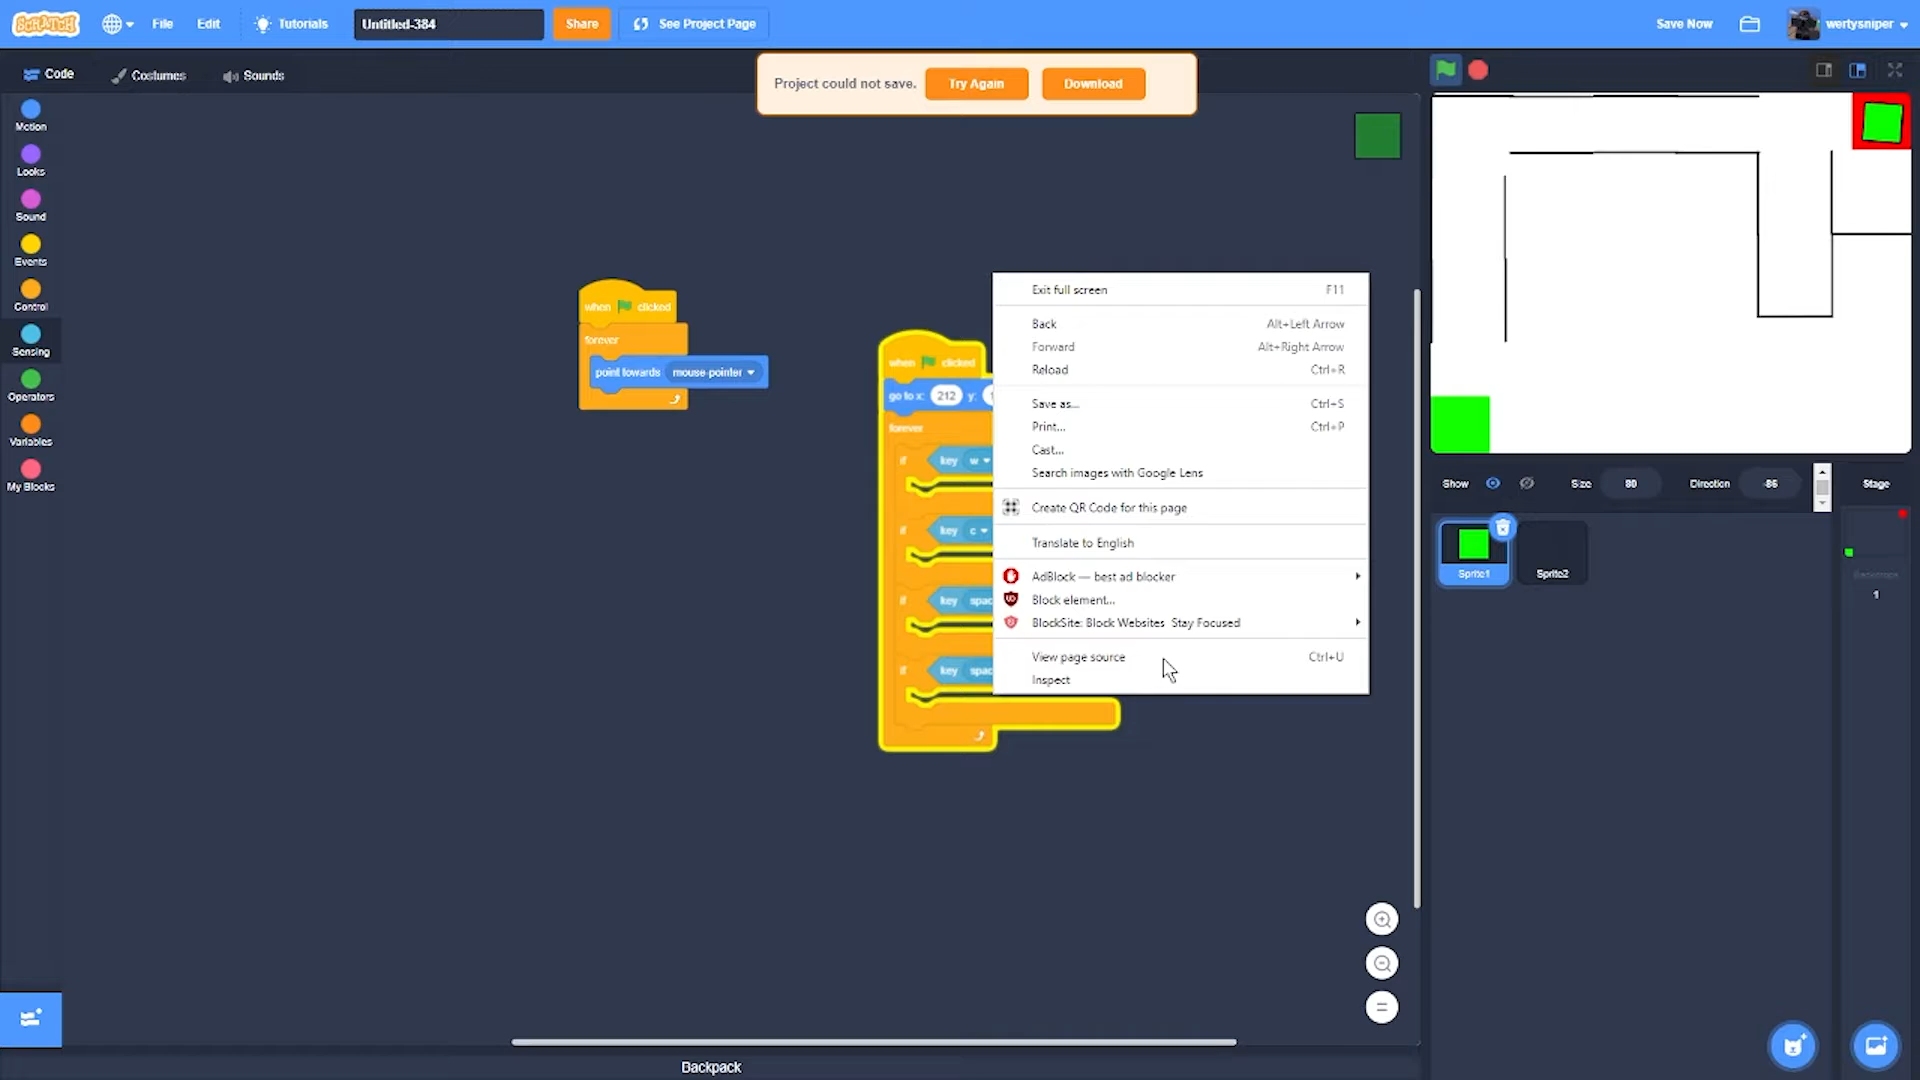 SCRATCH
File
Edit
Tutorials
Untitled-384
Share
See Project Page
Save Now
wertysniper
Code
Costumes
Sounds
Project could not save.
Try Again
Download
Motion
Looks
Sound
Events
Control
Sensing
Operators
Variables
My Blocks
when clicked
forever
point towards mouse-pointer
when clicked
go to x: 212 y:
forever
if key w
if key c
if key spac
if key spac
Exit full screen F11
Back Alt+Left Arrow
Forward Alt+Right Arrow
Reload Ctrl+R
Save as... Ctrl+S
Print... Ctrl+P
Cast...
Search images with Google Lens
Create QR Code for this page
Translate to English
AdBlock — best ad blocker
Block element...
BlockSite: Block Websites Stay Focused
View page source Ctrl+U
Inspect
Show
Size 80
Direction -86
Stage
Sprite1
Sprite2
Backdrops
1
Backpack